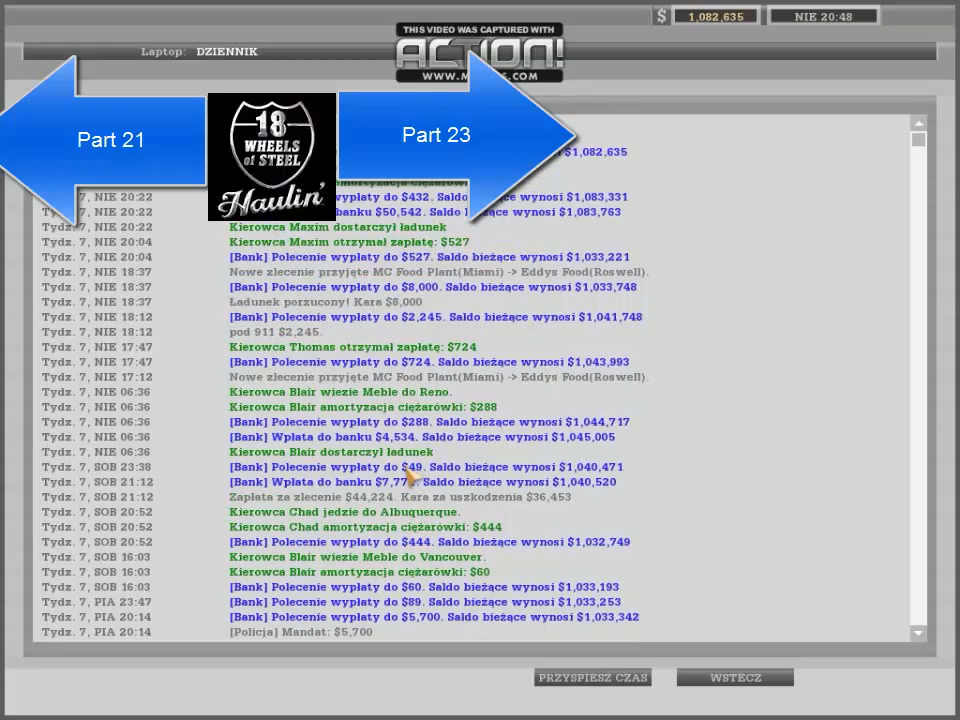 $ 1,082,635 NIE 20:48
THIS VIDEO WAS CAPTURED WITH
ACTION!
Laptop: DZIENNIK
Part 21
18
WHEELS
of STEEL
Haulin'
Part 23
$1,082,635
amortyzacja
Tydz. 7, NIE 20:22 wypłaty do $432. Saldo bieżące wynosi $1,083,331
Tydz. 7, NIE 20:22 banku $50,542. Saldo bieżące wynosi $1,083,763
Tydz. 7, NIE 20:22 Kierowca Maxim dostarczył ładunek
Tydz. 7, NIE 20:04 Kierowca Maxim otrzymał zapłatę: $527
Tydz. 7, NIE 20:04 [Bank] Polecenie wypłaty do $527. Saldo bieżące wynosi $1,033,221
Tydz. 7, NIE 18:37 Nowe zlecenie przyjęte MC Food Plant(Miami) -> Eddys Food(Roswell).
Tydz. 7, NIE 18:37 [Bank] Polecenie wypłaty do $8,000. Saldo bieżące wynosi $1,033,748
Tydz. 7, NIE 18:37 Ładunek porzucony! Kara $8,000
Tydz. 7, NIE 18:12 [Bank] Polecenie wypłaty do $2,245. Saldo bieżące wynosi $1,041,748
Tydz. 7, NIE 18:12 pod 911 $2,245.
Tydz. 7, NIE 17:47 Kierowca Thomas otrzymał zapłatę: $724
Tydz. 7, NIE 17:47 [Bank] Polecenie wypłaty do $724. Saldo bieżące wynosi $1,043,993
Tydz. 7, NIE 17:12 Nowe zlecenie przyjęte MC Food Plant(Miami) -> Eddys Food(Roswell).
Tydz. 7, NIE 06:36 Kierowca Blair wiezie Meble do Reno.
Tydz. 7, NIE 06:36 Kierowca Blair amortyzacja ciężarówki: $288
Tydz. 7, NIE 06:36 [Bank] Polecenie wypłaty do $288. Saldo bieżące wynosi $1,044,717
Tydz. 7, NIE 06:36 [Bank] Wpłata do banku $4,534. Saldo bieżące wynosi $1,045,005
Tydz. 7, NIE 06:36 Kierowca Blair dostarczył ładunek
Tydz. 7, SOB 23:38 [Bank] Polecenie wypłaty do $49. Saldo bieżące wynosi $1,040,471
Tydz. 7, SOB 21:12 [Bank] Wpłata do banku Saldo bieżące wynosi $1,040,520
Tydz. 7, SOB 21:12 Zapłata za zlecenie $44,224. Kara za uszkodzenia $36,453
Tydz. 7, SOB 20:52 Kierowca Chad jedzie do Albuquerque.
Tydz. 7, SOB 20:52 Kierowca Chad amortyzacja ciężarówki: $444
Tydz. 7, SOB 20:52 [Bank] Polecenie wypłaty do $444. Saldo bieżące wynosi $1,032,749
Tydz. 7, SOB 16:03 Kierowca Blair wiezie Meble do Vancouver.
Tydz. 7, SOB 16:03 Kierowca Blair amortyzacja ciężarówki: $60
Tydz. 7, SOB 16:03 [Bank] Polecenie wypłaty do $60. Saldo bieżące wynosi $1,033,193
Tydz. 7, PIA 23:47 [Bank] Polecenie wypłaty do $89. Saldo bieżące wynosi $1,033,253
Tydz. 7, PIA 20:14 [Bank] Polecenie wypłaty do $5,700. Saldo bieżące wynosi $1,033,342
Tydz. 7, PIA 20:14 [Policja] Mandat: $5,700
PRZYSPIESZ CZAS WSTECZ